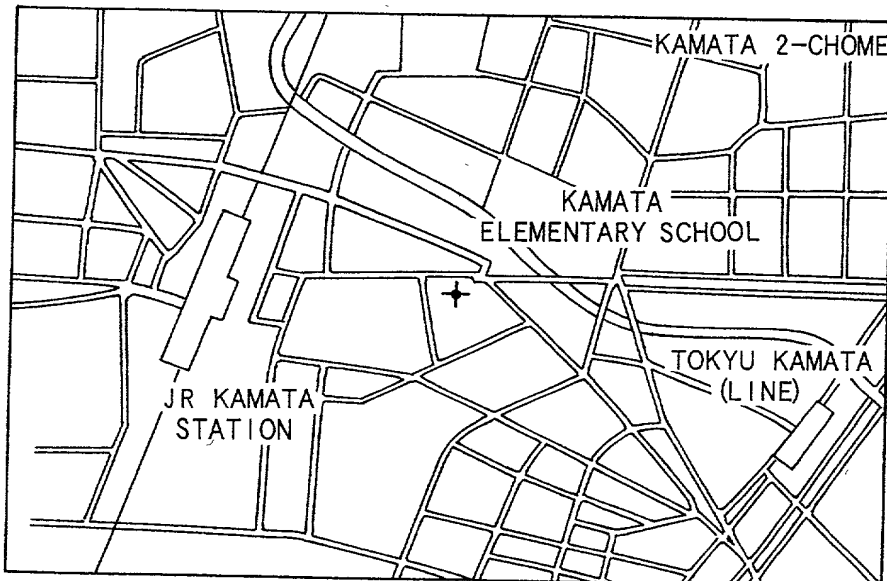 KAMATA 2-CHOME
KAMATA
ELEMENTARY SCHOOL
TOKYU KAMATA
(LINE)
JR KAMATA
STATION